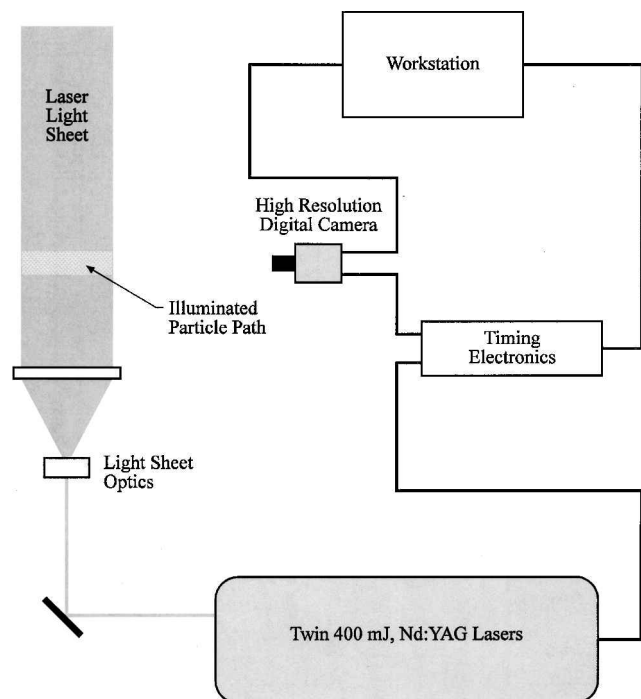 Laser
Light
Sheet
Workstation
High Resolution
Digital Camera
Illuminated
Particle Path
Timing
Electronics
Light Sheet
Optics
Twin 400 mJ, Nd:YAG Lasers